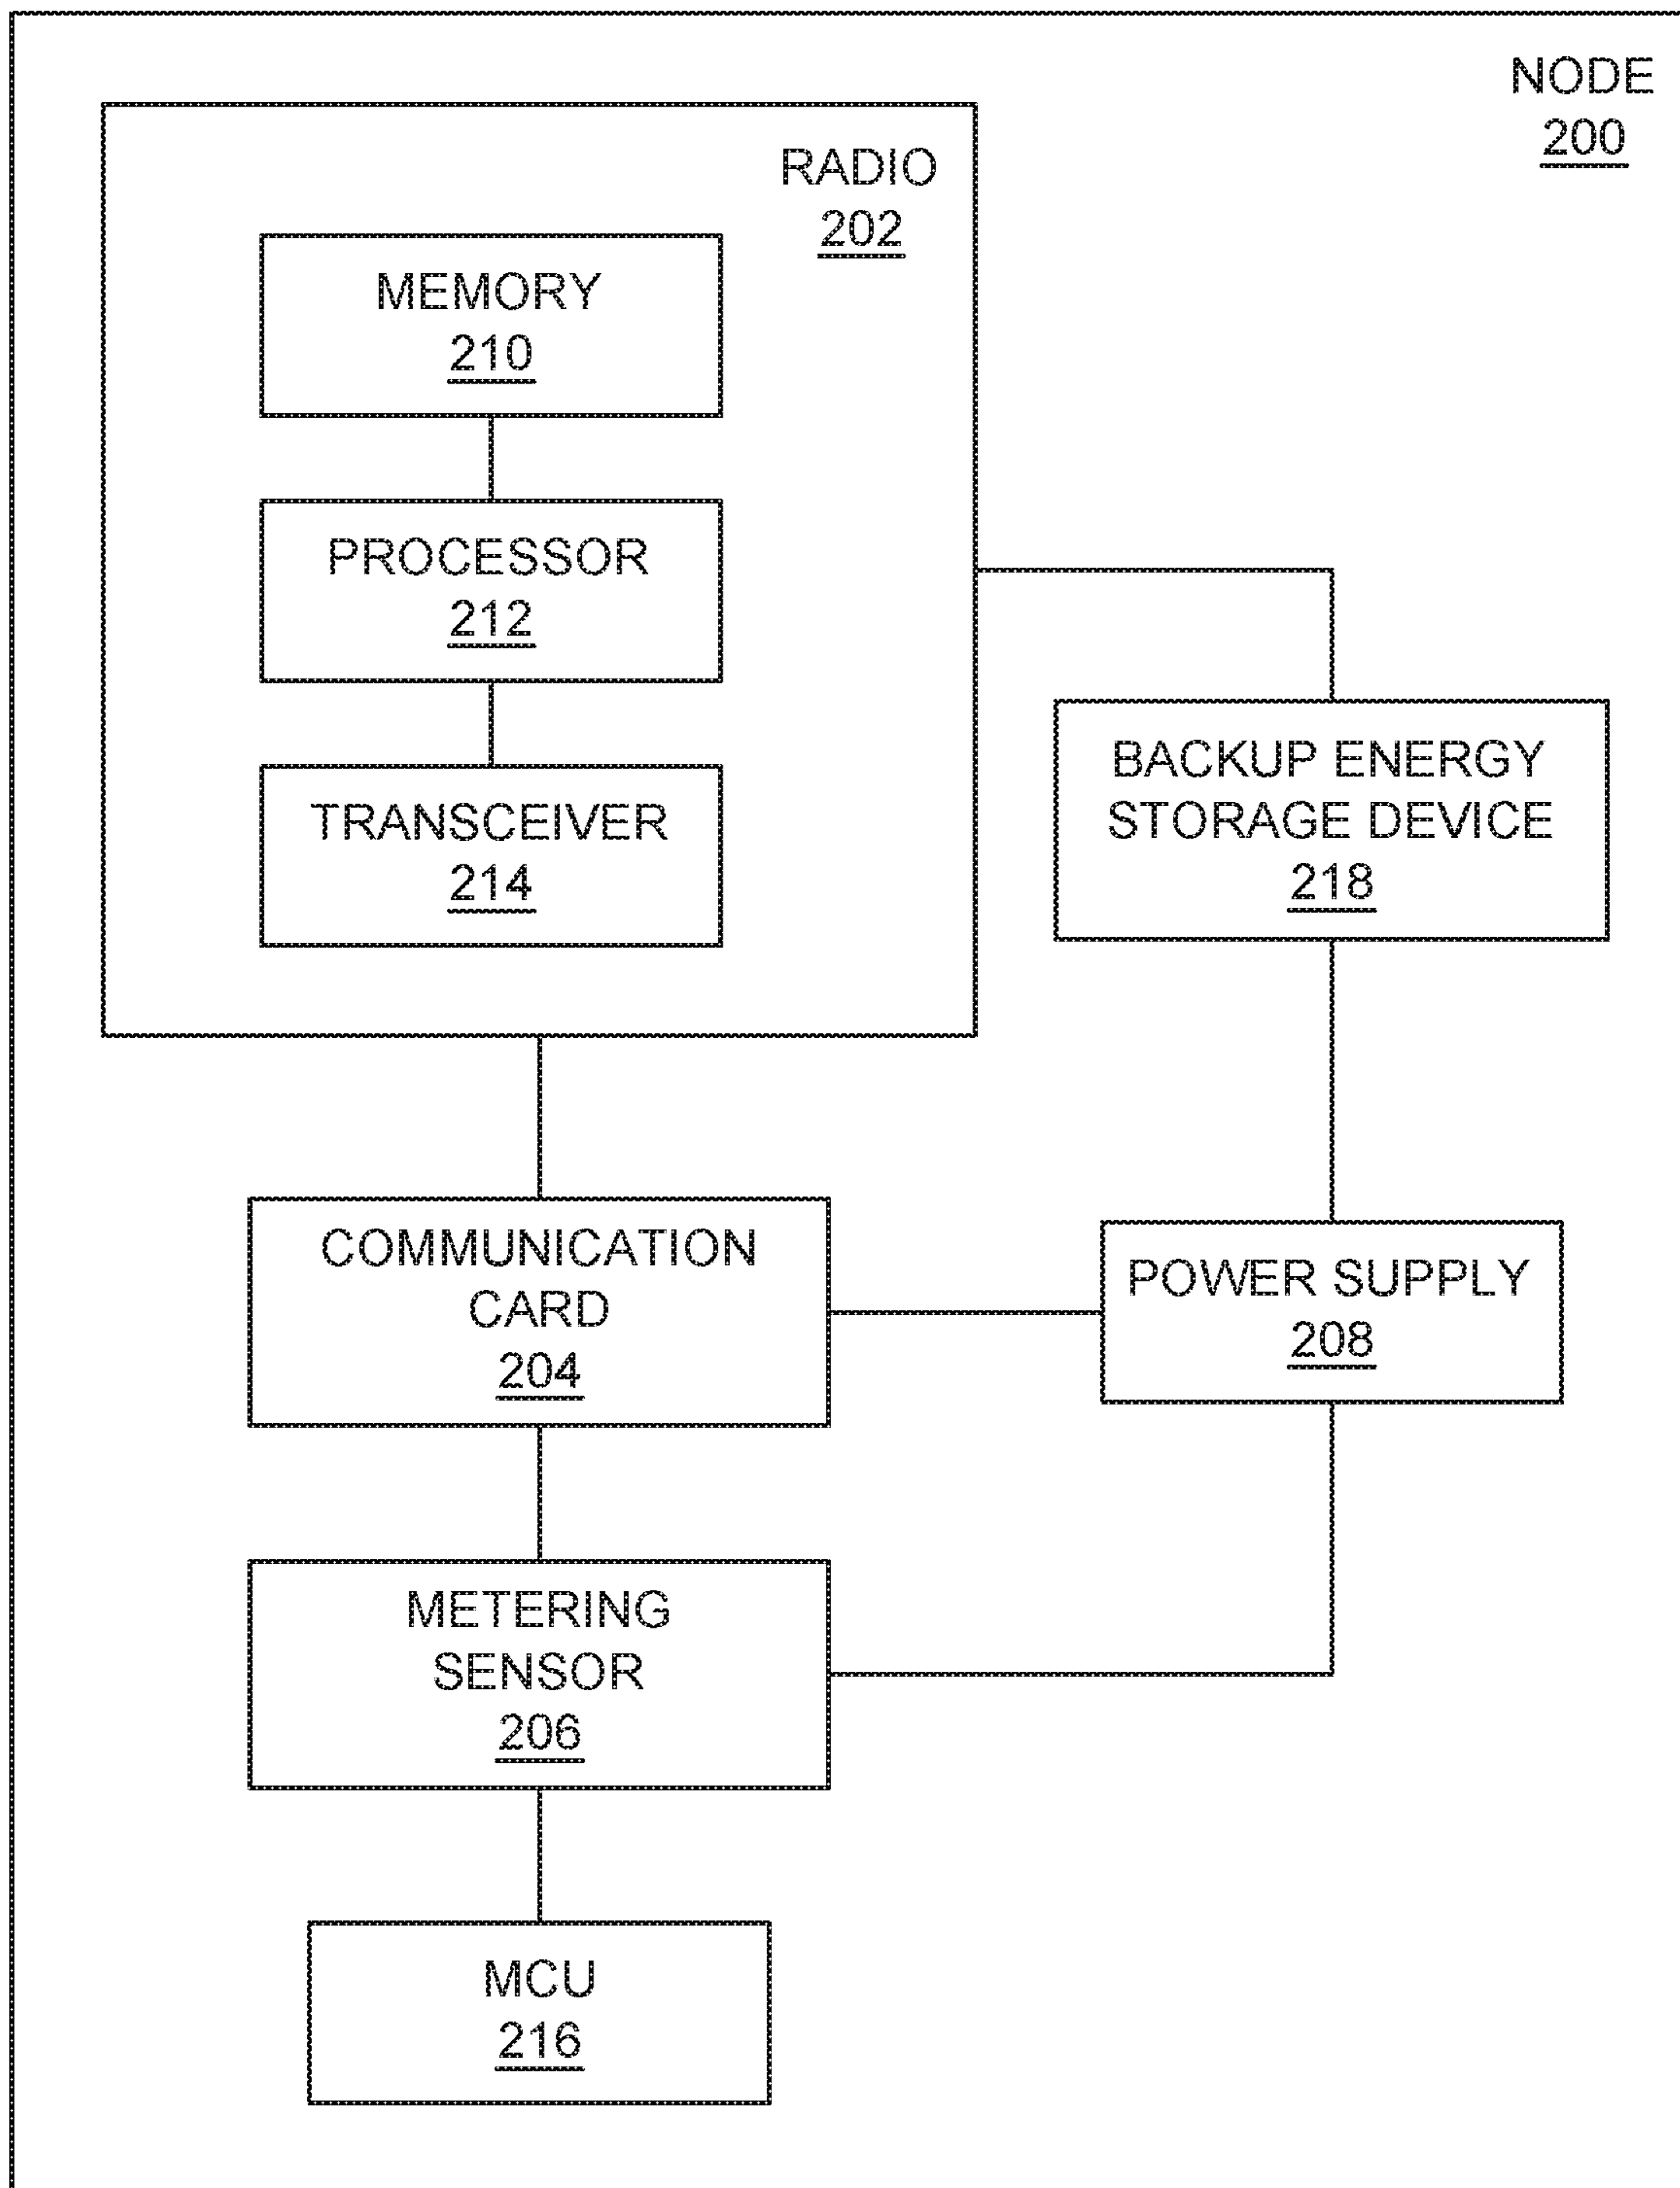 NODE
200
RADIO
202
MEMORY
210
PROCESSOR
212
TRANSCEIVER
214
BACKUP ENERGY
STORAGE DEVICE
218
COMMUNICATION
CARD
204
POWER SUPPLY
208
METERING
SENSOR
206
MCU
216